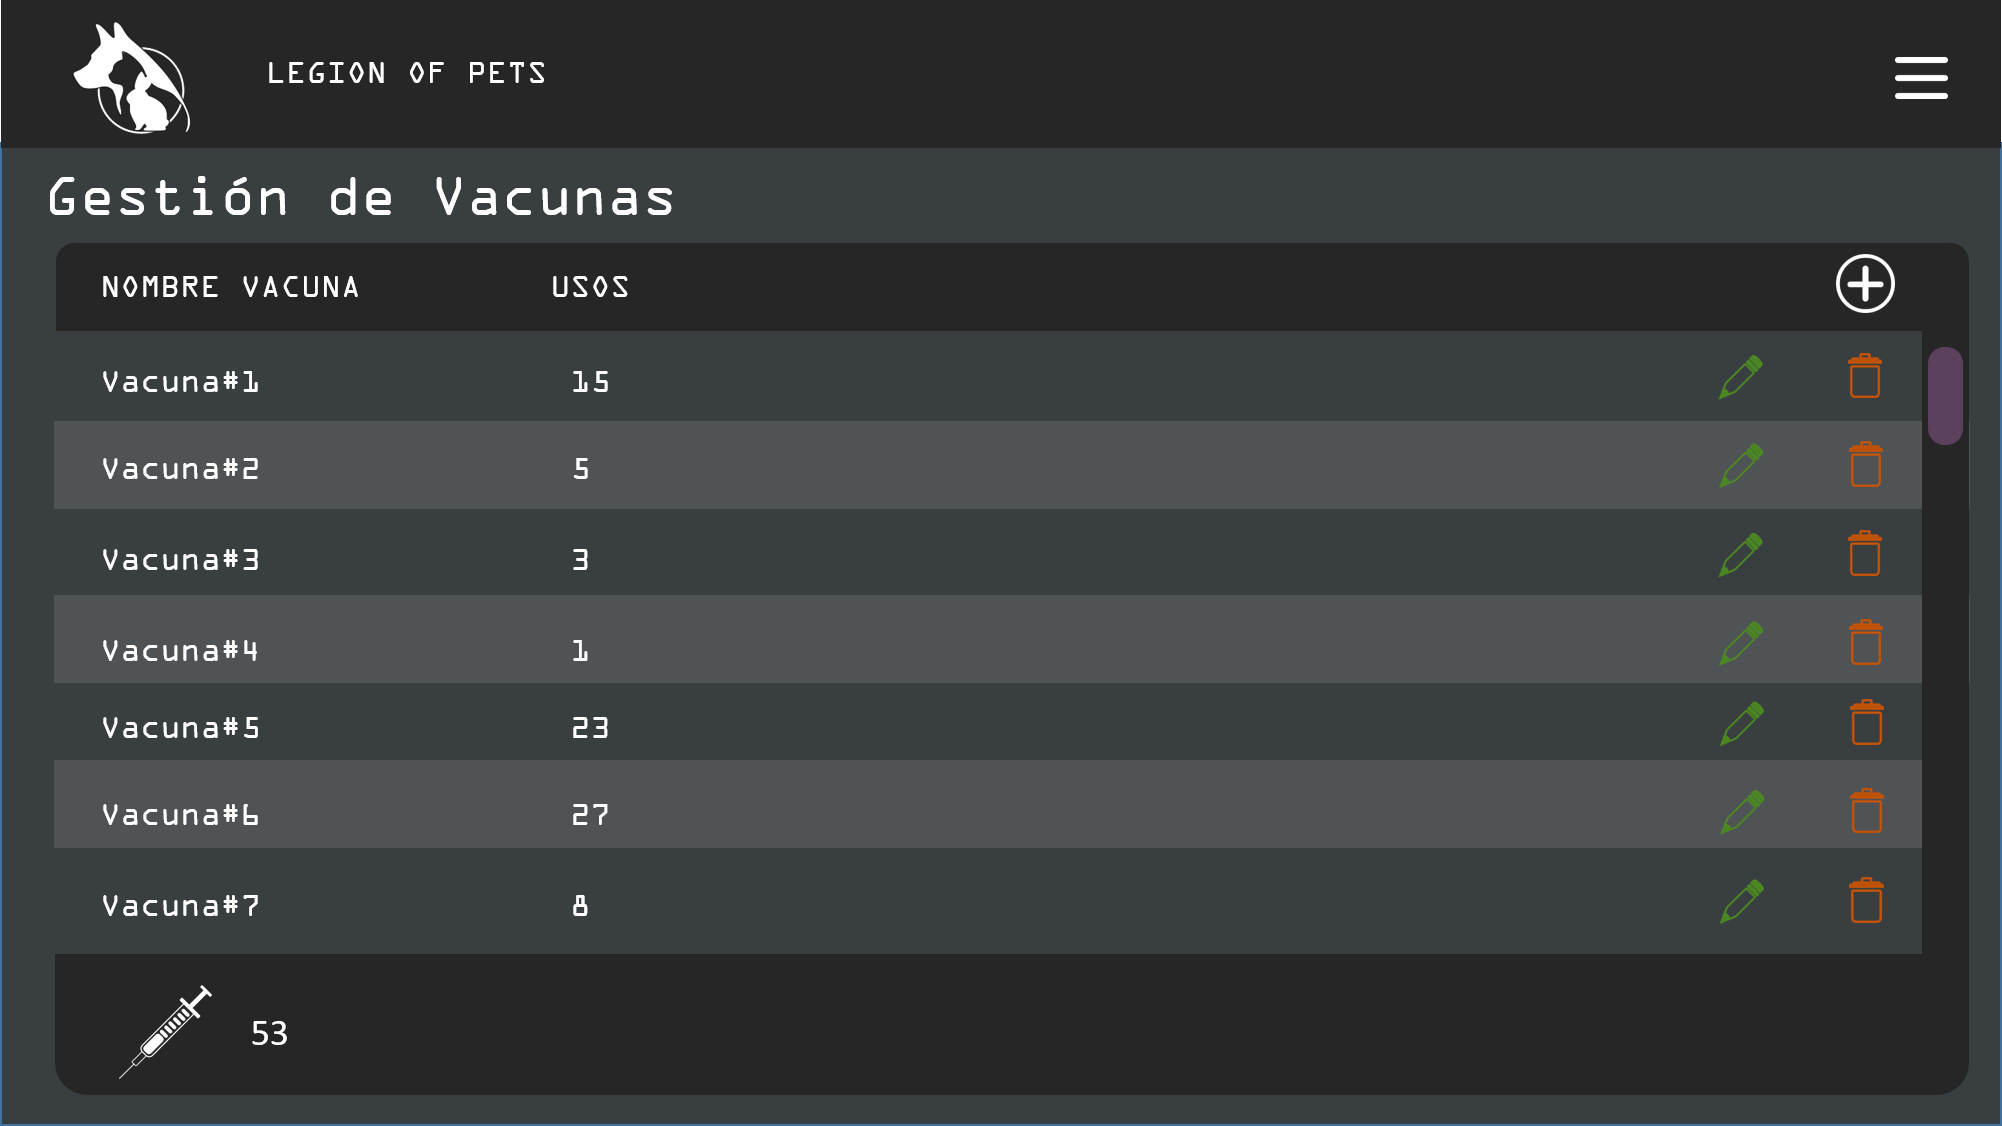 LEGION OF PETS
Gestión de Vacunas
NOMBRE VACUNA USOS
Vacuna#1 15
Vacuna#2 5
Vacuna#3 3
Vacuna#4 1
Vacuna#5 23
Vacuna#6 27
Vacuna#7 8
53